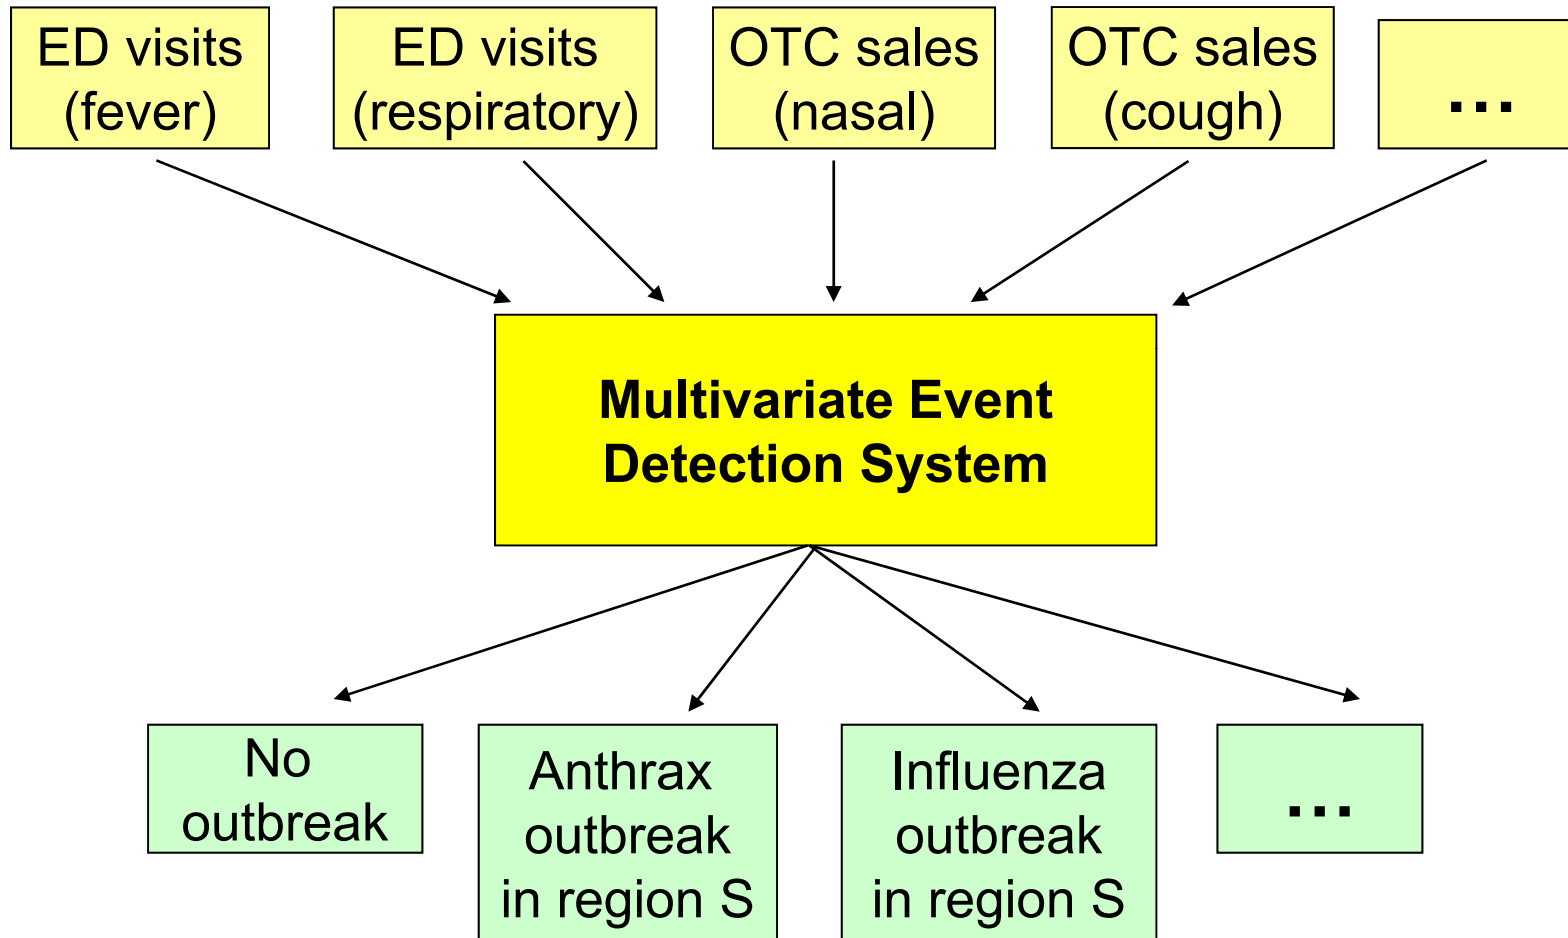 ED visits
(fever)
ED visits
(respiratory)
OTC sales
(nasal)
OTC sales
(cough)
...
Multivariate Event
Detection System
No
outbreak
Anthrax
outbreak
in region S
Influenza
outbreak
in region S
...